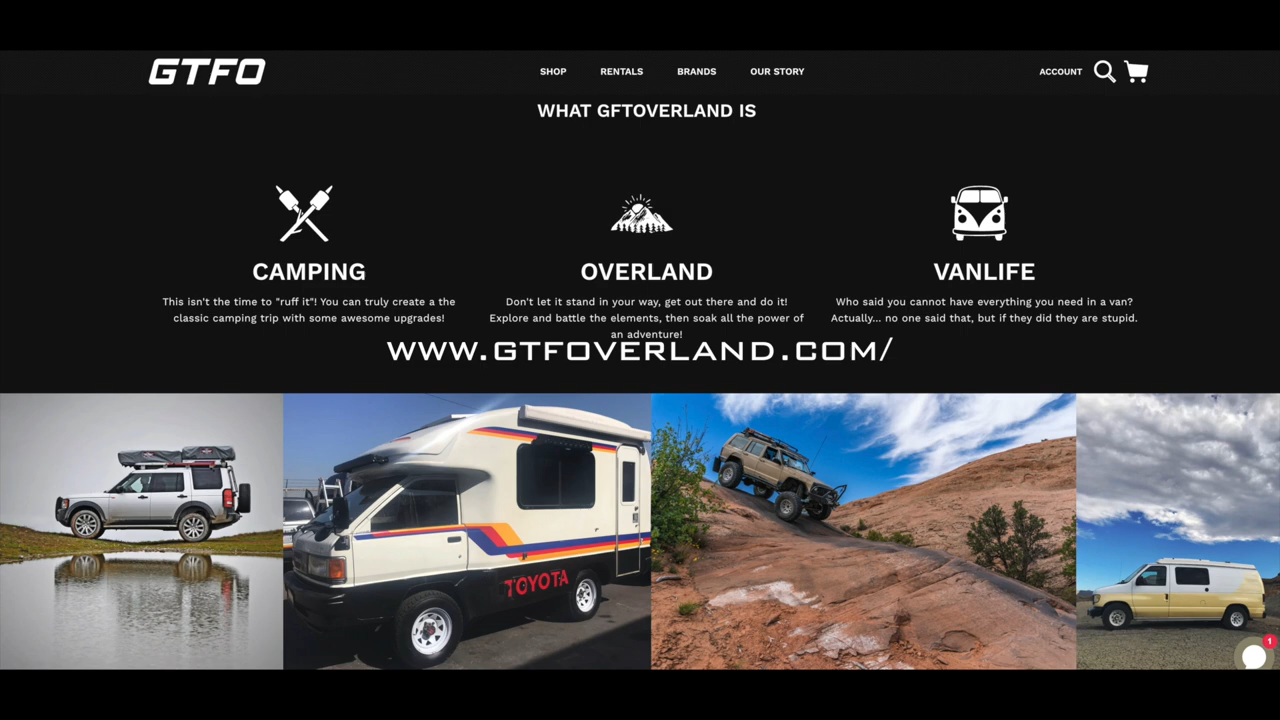 GTFO
SHOP RENTALS BRANDS OUR STORY
ACCOUNT
WHAT GFTOVERLAND IS
CAMPING
This isn't the time to "ruff it"! You can truly create a the
classic camping trip with some awesome upgrades!
OVERLAND
Don't let it stand in your way, get out there and do it!
Explore and battle the elements, then soak all the power of
an adventure!
VANLIFE
Who said you cannot have everything you need in a van?
Actually... no one said that, but if they did they are stupid.
WWW.GTFOVERLAND.COM/
TOYOTA
1